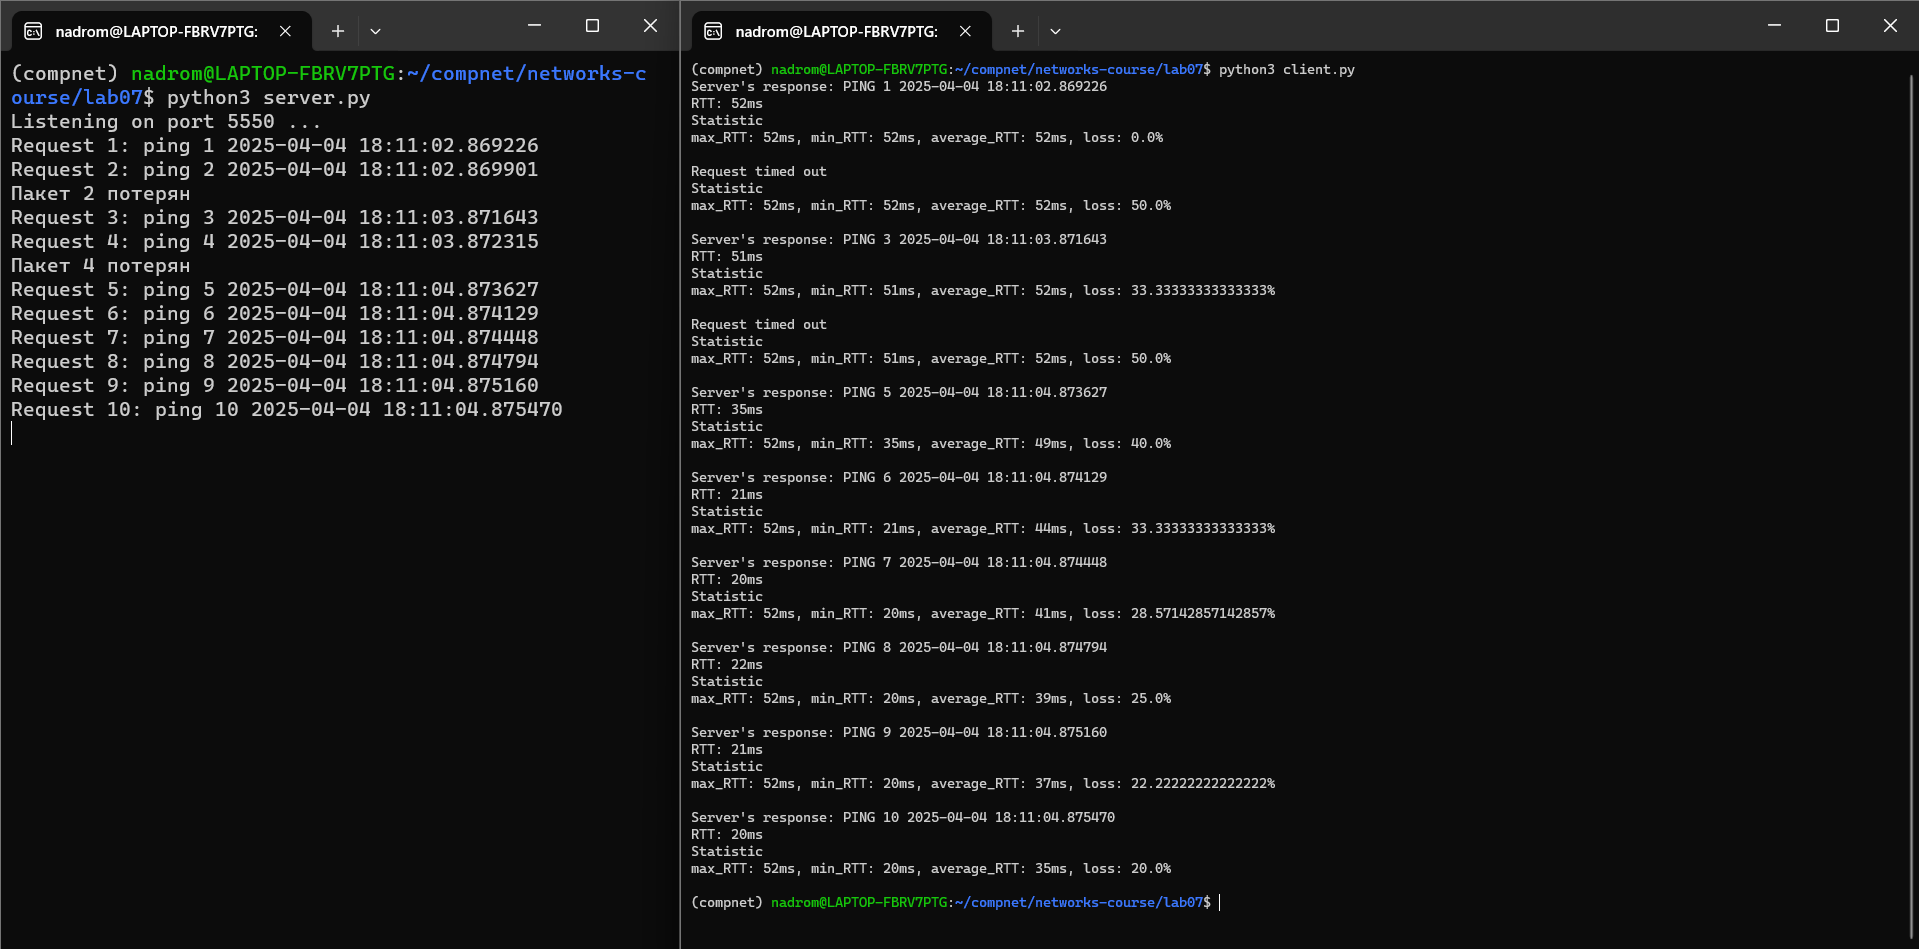 nadrom@LAPTOP-FBRV7PTG:
(compnet) nadrom@LAPTOP-FBRV7PTG:~/compnet/networks-c
ourse/lab07$ python3 server.py
Listening on port 5550 ...
Request 1: ping 1 2025-04-04 18:11:02.869226
Request 2: ping 2 2025-04-04 18:11:02.869901
Пакет 2 потерян
Request 3: ping 3 2025-04-04 18:11:03.871643
Request 4: ping 4 2025-04-04 18:11:03.872315
Пакет 4 потерян
Request 5: ping 5 2025-04-04 18:11:04.873627
Request 6: ping 6 2025-04-04 18:11:04.874129
Request 7: ping 7 2025-04-04 18:11:04.874448
Request 8: ping 8 2025-04-04 18:11:04.874794
Request 9: ping 9 2025-04-04 18:11:04.875160
Request 10: ping 10 2025-04-04 18:11:04.875470
nadrom@LAPTOP-FBRV7PTG:
(compnet) nadrom@LAPTOP-FBRV7PTG:~/compnet/networks-course/lab07$ python3 client.py
Server's response: PING 1 2025-04-04 18:11:02.869226
RTT: 52ms
Statistic
max_RTT: 52ms, min_RTT: 52ms, average_RTT: 52ms, loss: 0.0%
Request timed out
Statistic
max_RTT: 52ms, min_RTT: 52ms, average_RTT: 52ms, loss: 50.0%
Server's response: PING 3 2025-04-04 18:11:03.871643
RTT: 51ms
Statistic
max_RTT: 52ms, min_RTT: 51ms, average_RTT: 52ms, loss: 33.33333333333333%
Request timed out
Statistic
max_RTT: 52ms, min_RTT: 51ms, average_RTT: 52ms, loss: 50.0%
Server's response: PING 5 2025-04-04 18:11:04.873627
RTT: 35ms
Statistic
max_RTT: 52ms, min_RTT: 35ms, average_RTT: 49ms, loss: 40.0%
Server's response: PING 6 2025-04-04 18:11:04.874129
RTT: 21ms
Statistic
max_RTT: 52ms, min_RTT: 21ms, average_RTT: 44ms, loss: 33.33333333333333%
Server's response: PING 7 2025-04-04 18:11:04.874448
RTT: 20ms
Statistic
max_RTT: 52ms, min_RTT: 20ms, average_RTT: 41ms, loss: 28.57142857142857%
Server's response: PING 8 2025-04-04 18:11:04.874794
RTT: 22ms
Statistic
max_RTT: 52ms, min_RTT: 20ms, average_RTT: 39ms, loss: 25.0%
Server's response: PING 9 2025-04-04 18:11:04.875160
RTT: 21ms
Statistic
max_RTT: 52ms, min_RTT: 20ms, average_RTT: 37ms, loss: 22.22222222222222%
Server's response: PING 10 2025-04-04 18:11:04.875470
RTT: 20ms
Statistic
max_RTT: 52ms, min_RTT: 20ms, average_RTT: 35ms, loss: 20.0%
(compnet) nadrom@LAPTOP-FBRV7PTG:~/compnet/networks-course/lab07$